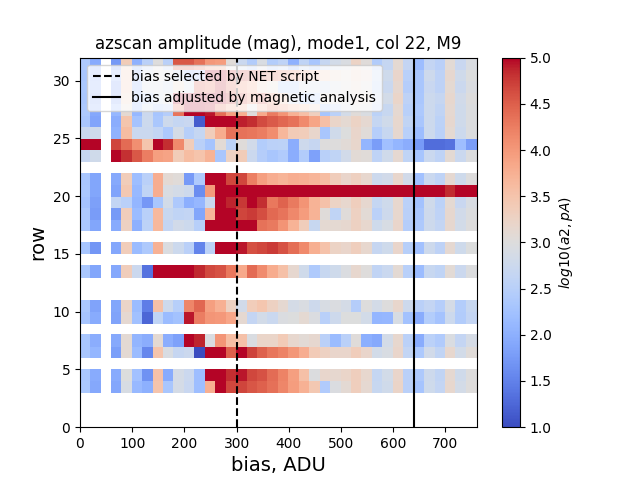 azscan amplitude (mag), mode1, col 22, M9
bias selected by NET script
bias adjusted by magnetic analysis
row
30
25
20
15
10
5
0
0 100 200 300 400 500 600 700
bias, ADU
5.0
4.5
4.0
3.5
3.0
2.5
2.0
1.5
1.0
log10(a2, pA)